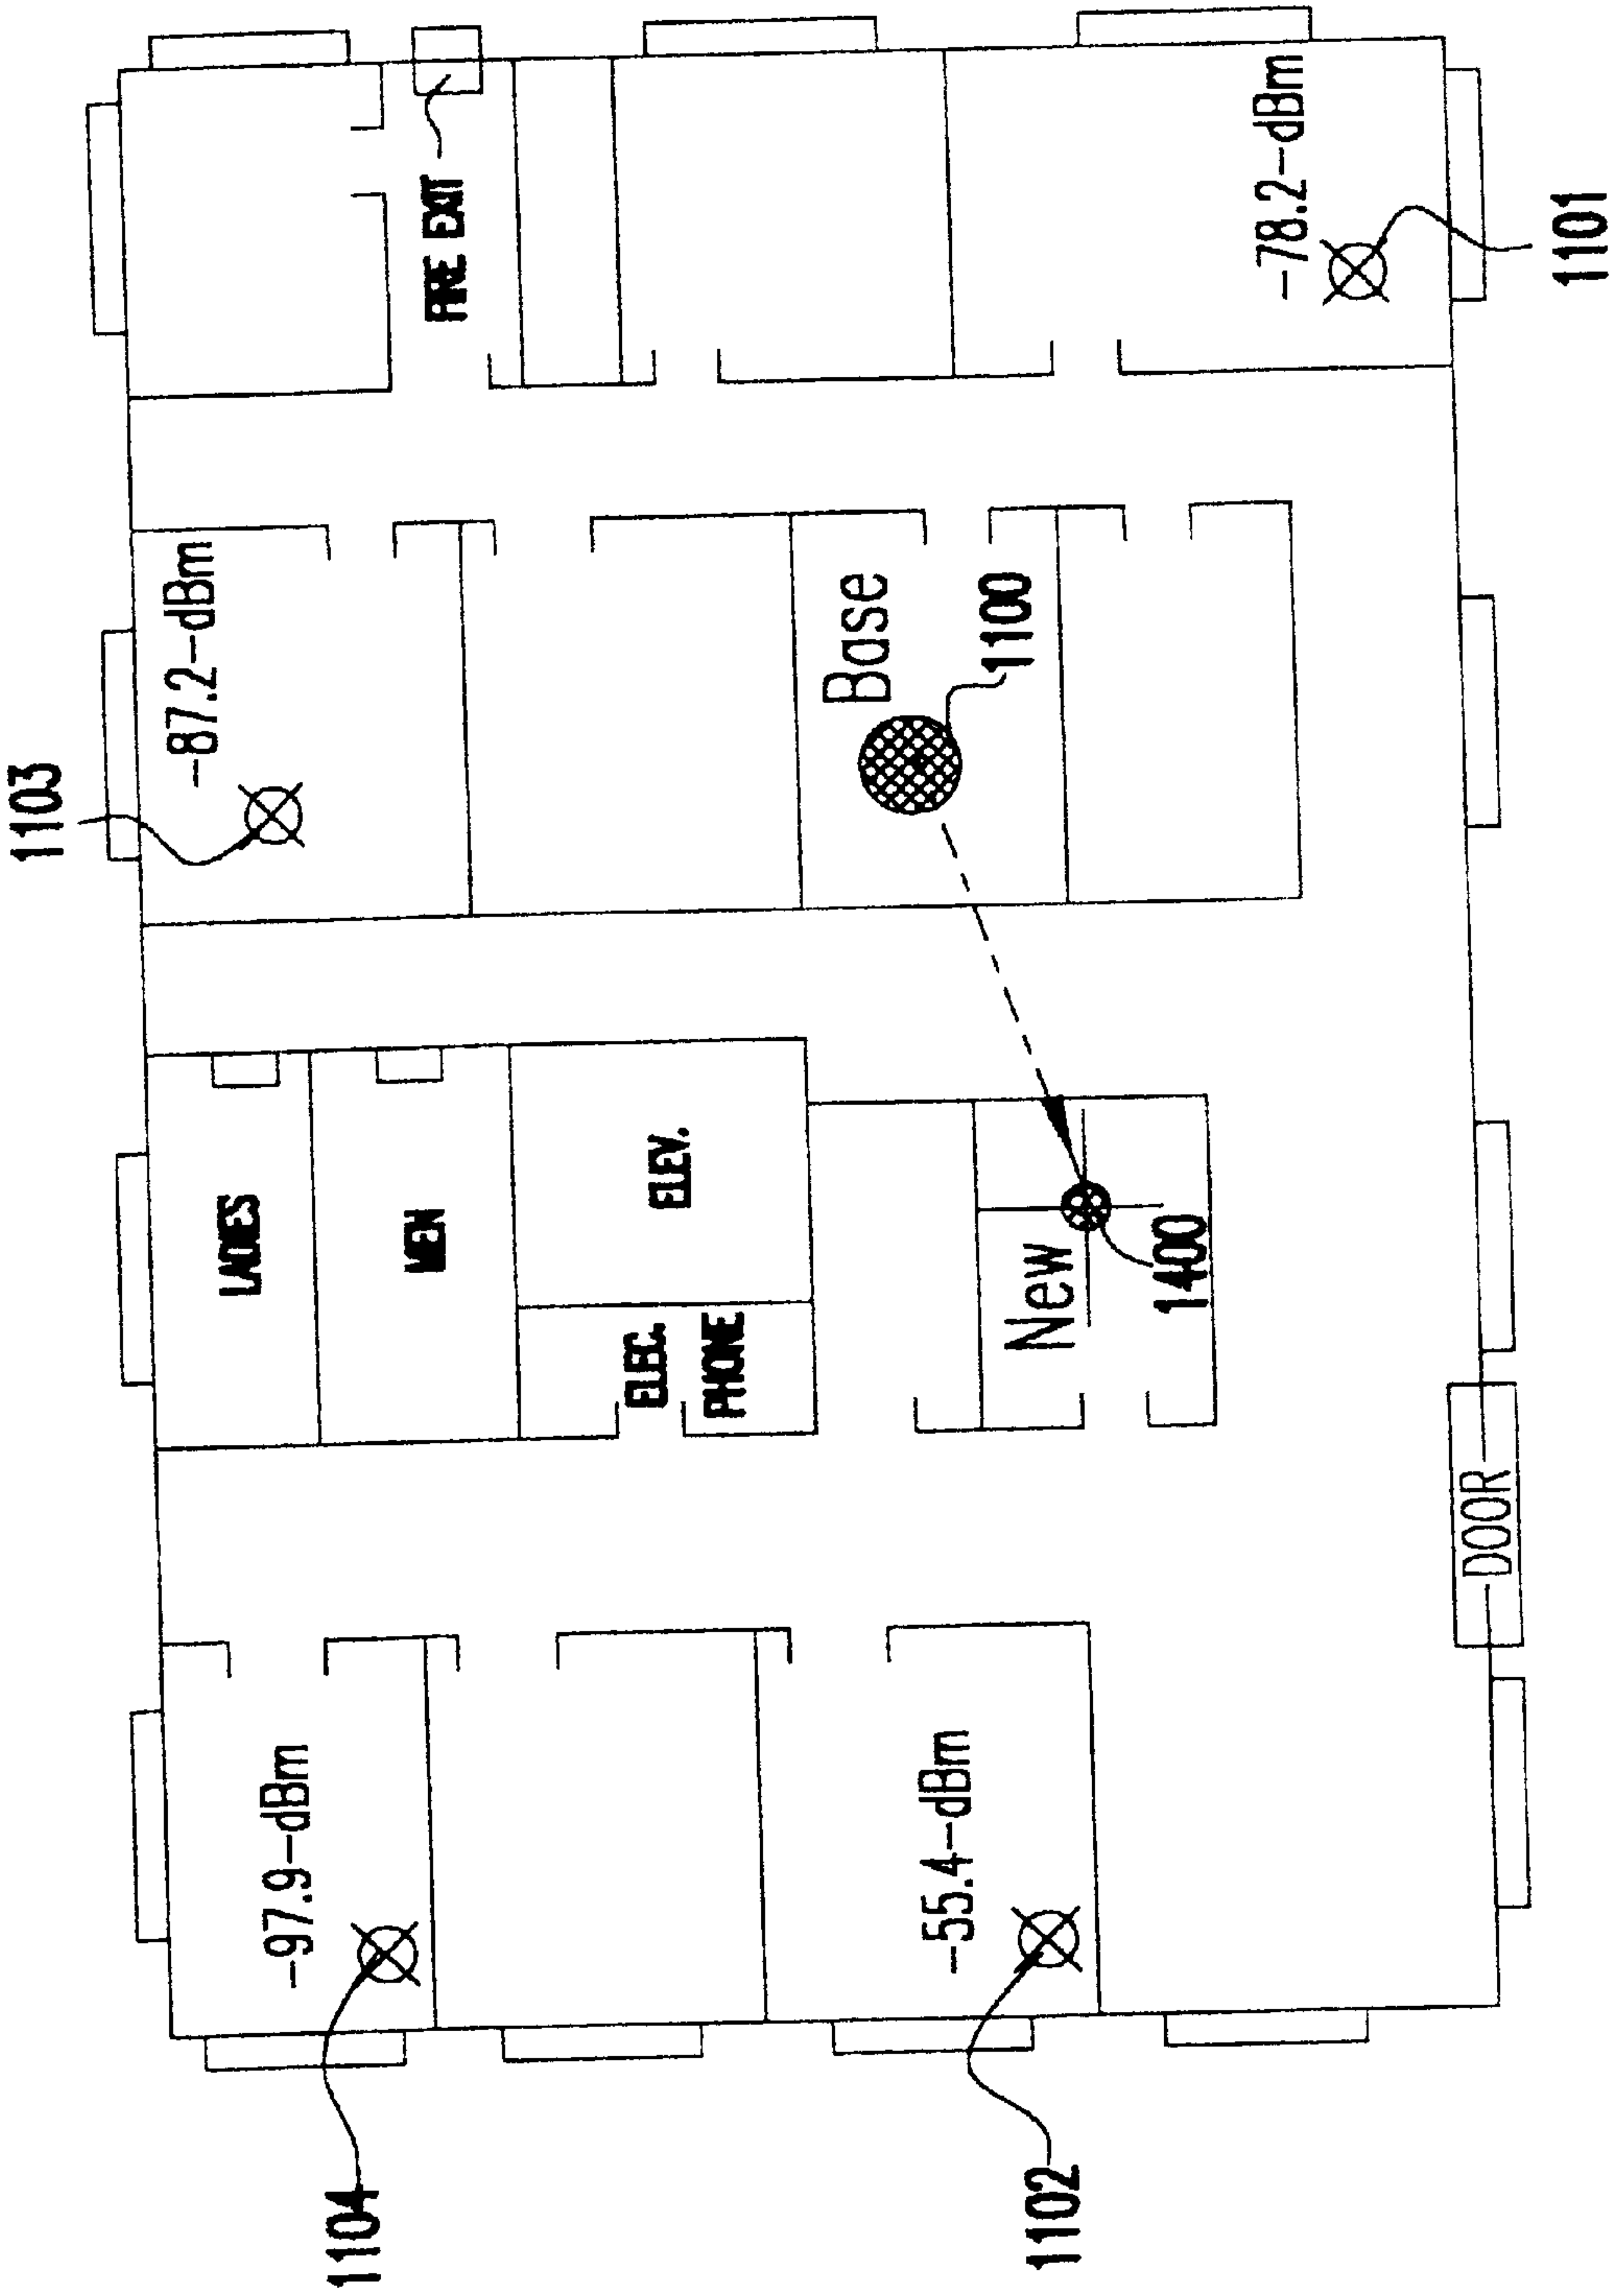 1104
-97.9-dBm
1103
-87.2-dBm
LADIES
MEN
FIRE EXIT
ELEC.
PHONE
ELEV.
Base
1100
1102
-55.4-dBm
New
1400
-78.2-dBm
DOOR
1101